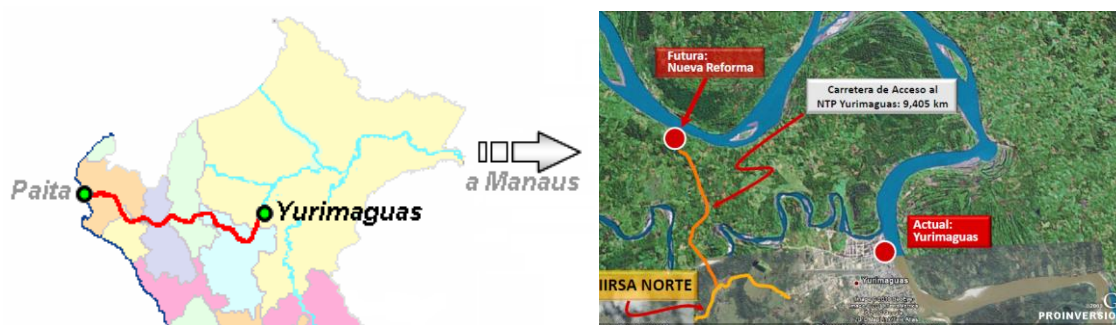 Paita
Yurimaguas
a Manaus
Futura:
Nueva Reforma
Carretera de Acceso al
NTP Yurimaguas: 9,405 km
Actual:
Yurimaguas
IIRSA NORTE
Yurimaguas
PROINVERSIO